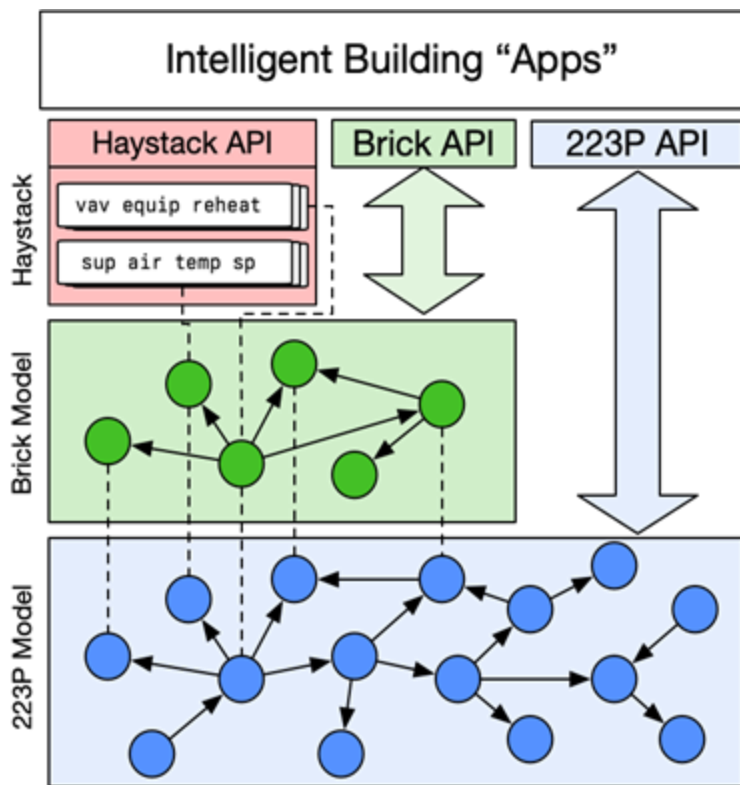 Intelligent Building “Apps”
Haystack API
Brick API
223P API
Haystack
vav equip reheat
sup air temp sp
Brick Model
223P Model